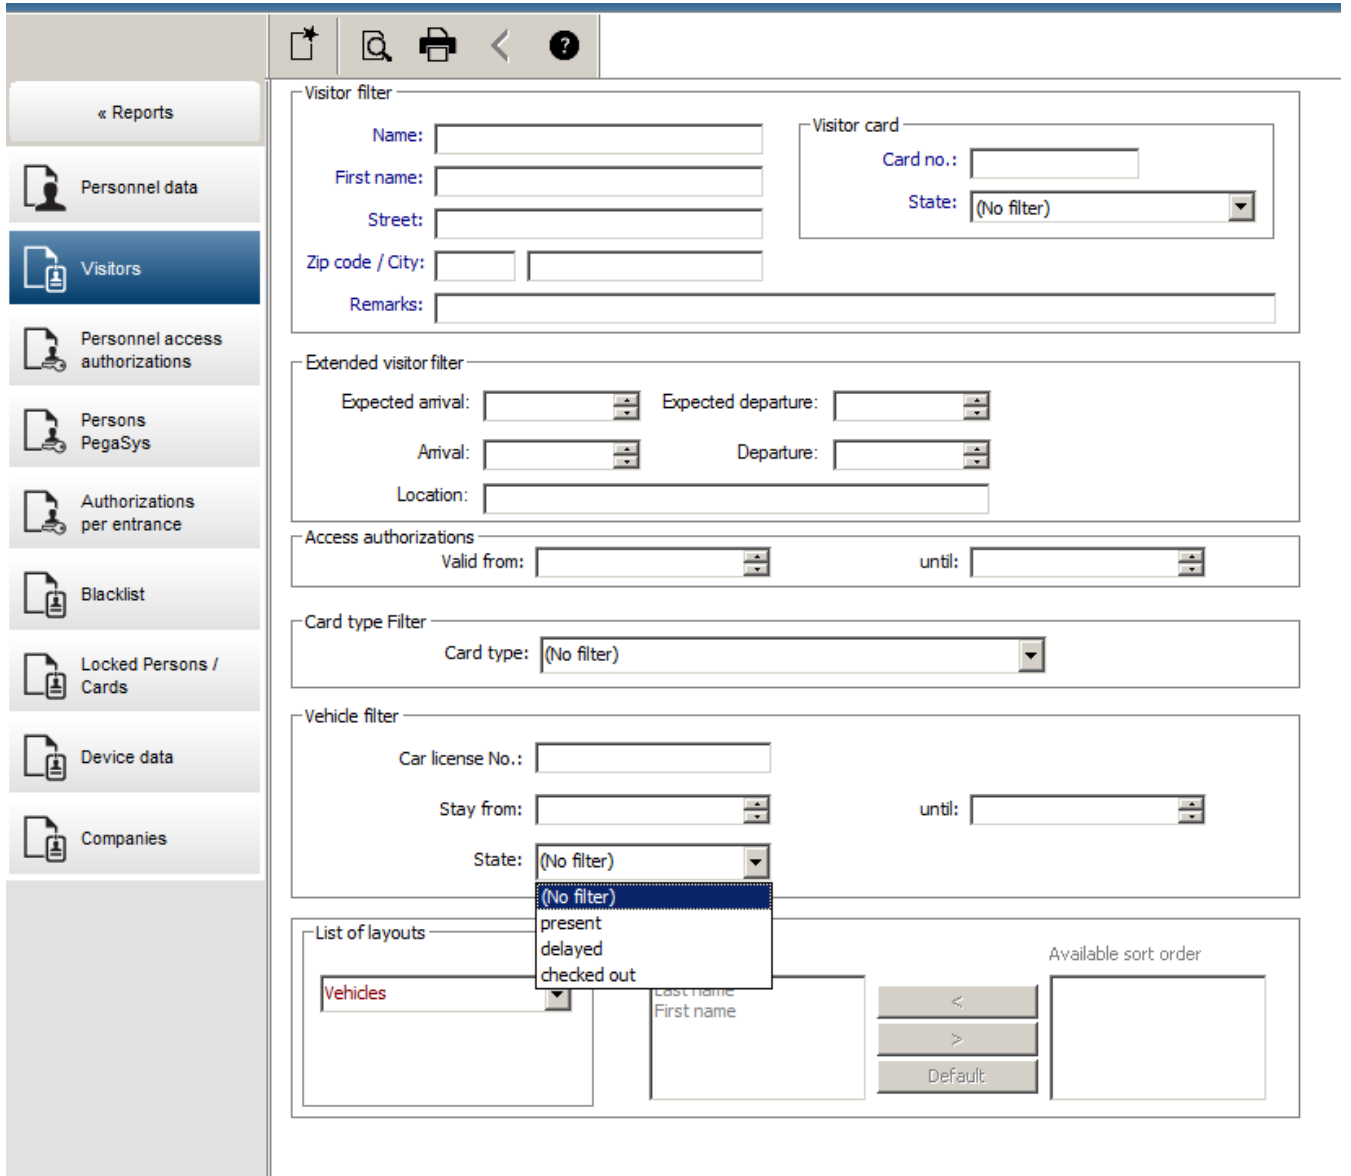 « Reports
Personnel data
Visitors
Personnel access
authorizations
Persons
PegaSys
Authorizations
per entrance
Blacklist
Locked Persons /
Cards
Device data
Companies
?
Visitor filter
Name:
First name:
Street:
Zip code / City:
Remarks:
Visitor card
Card no.:
State: (No filter)
Extended visitor filter
Expected arrival: Expected departure:
Arrival: Departure:
Location:
Access authorizations
Valid from: until:
Card type Filter
Card type: (No filter)
Vehicle filter
Car license No.:
Stay from: until:
State: (No filter)
(No filter)
present
delayed
checked out
List of layouts
Vehicles
Last name
First name
<
>
Default
Available sort order